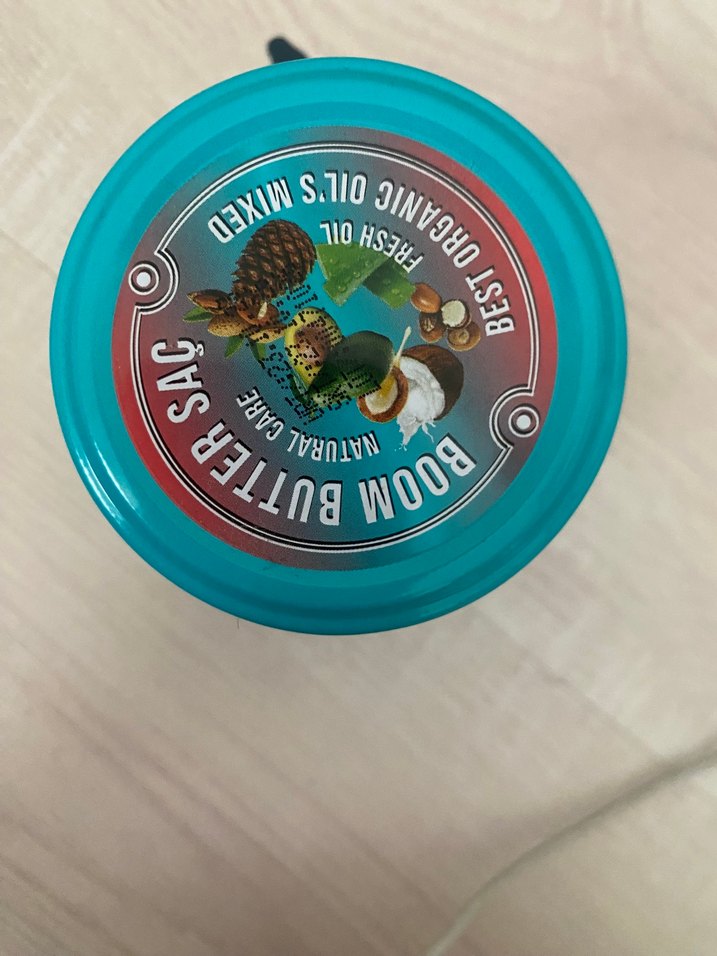 BOOM BUTTER SAÇ
NATURAL CARE
FRESH OIL
BEST ORGANIC OIL'S MIXED